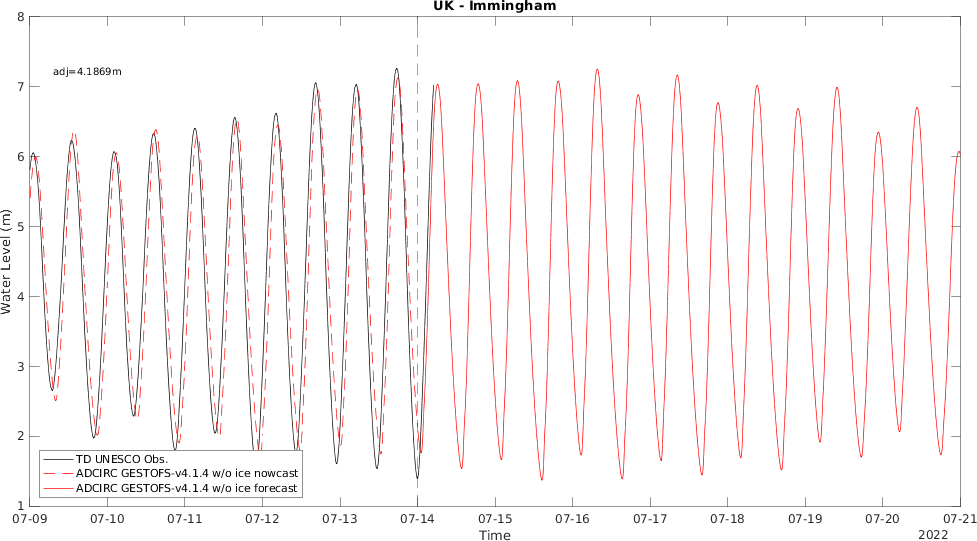 UK - Immingham
adj=4.1869m
Water Level (m)
8
7
6
5
4
3
2
1
TD UNESCO Obs.
ADCIRC GESTOFS-v4.1.4 w/o ice nowcast
ADCIRC GESTOFS-v4.1.4 w/o ice forecast
07-09 07-10 07-11 07-12 07-13 07-14 07-15 07-16 07-17 07-18 07-19 07-20 07-21
Time
2022